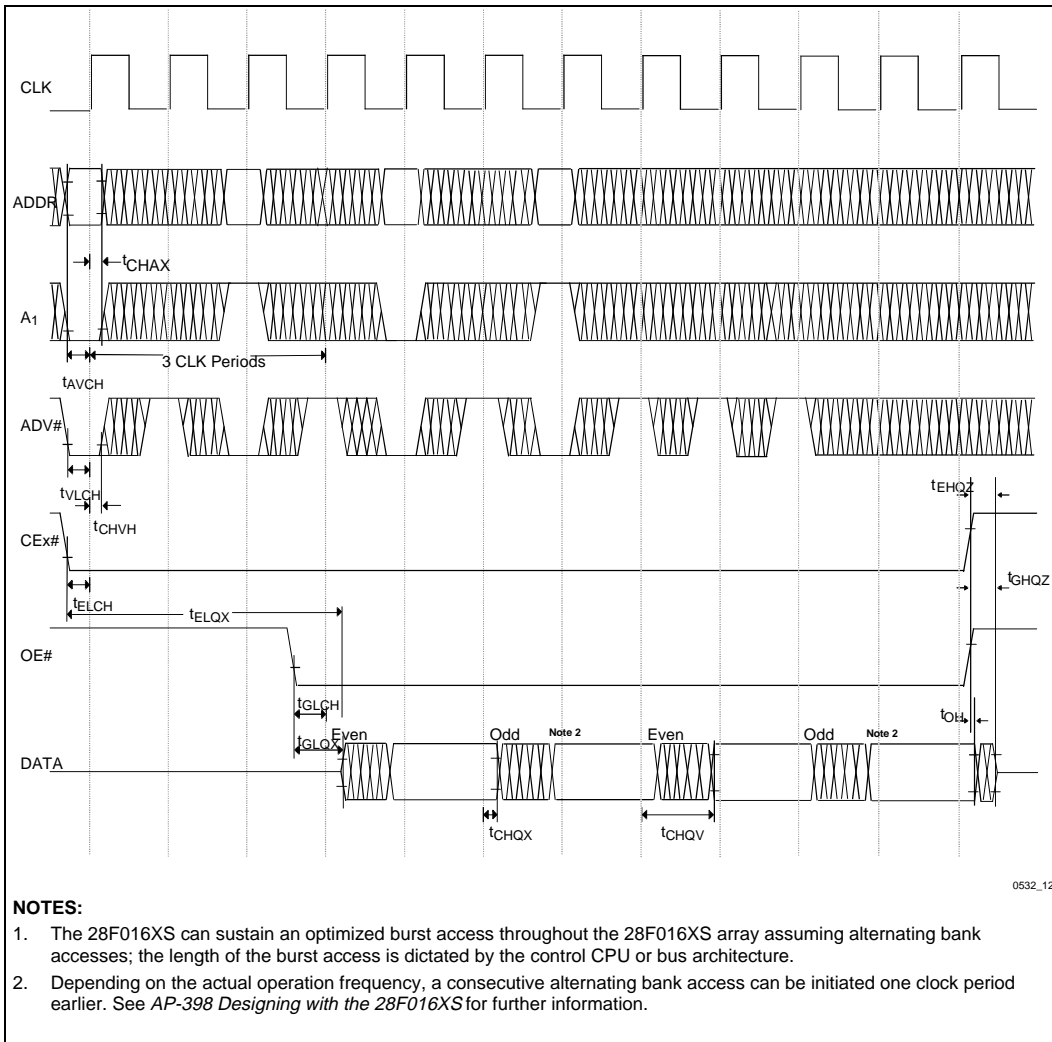 CLK
ADDR
tCHAX
A1
3 CLK Periods
tAVCH
ADV#
tVLCH
tEHQZ
tCHVH
CEx#
tELCH
tELQX
tGHQZ
OE#
tGLCH
tOH
tGLQX
Even
Odd
Note 2
Even
Odd
Note 2
DATA
tCHQX
tCHQV
0532_12
NOTES:
1. The 28F016XS can sustain an optimized burst access throughout the 28F016XS array assuming alternating bank
accesses; the length of the burst access is dictated by the control CPU or bus architecture.
2. Depending on the actual operation frequency, a consecutive alternating bank access can be initiated one clock period
earlier. See AP-398 Designing with the 28F016XS for further information.